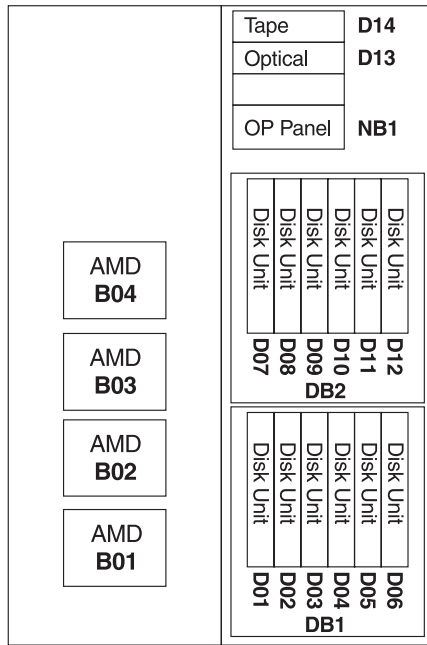 Tape D14
Optical D13
OP Panel NB1
AMD
B04
AMD
B03
AMD
B02
AMD
B01
Disk Unit
Disk Unit
Disk Unit
Disk Unit
Disk Unit
Disk Unit
D07
D08
D09
D10
D11
D12
DB2
Disk Unit
Disk Unit
Disk Unit
Disk Unit
Disk Unit
Disk Unit
D01
D02
D03
D04
D05
D06
DB1